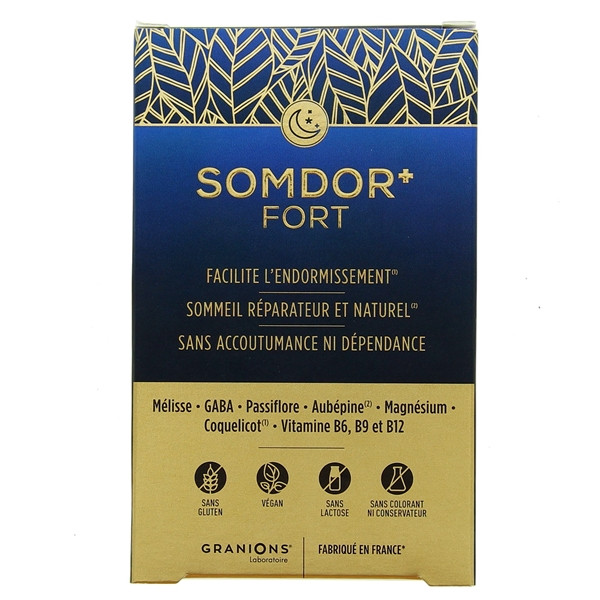 SOMDOR+
FORT
FACILITE L'ENDORMISSEMENT(1)
SOMMEIL RÉPARATEUR ET NATUREL(2)
SANS ACCOUTUMANCE NI DÉPENDANCE
Mélisse • GABA • Passiflore • Aubépine(2) • Magnésium •
Coquelicot(1) • Vitamine B6, B9 et B12
SANS GLUTEN
VÉGAN
SANS LACTOSE
SANS COLORANT NI CONSERVATEUR
GRANIONS®
Laboratoire
FABRIQUÉ EN FRANCE*